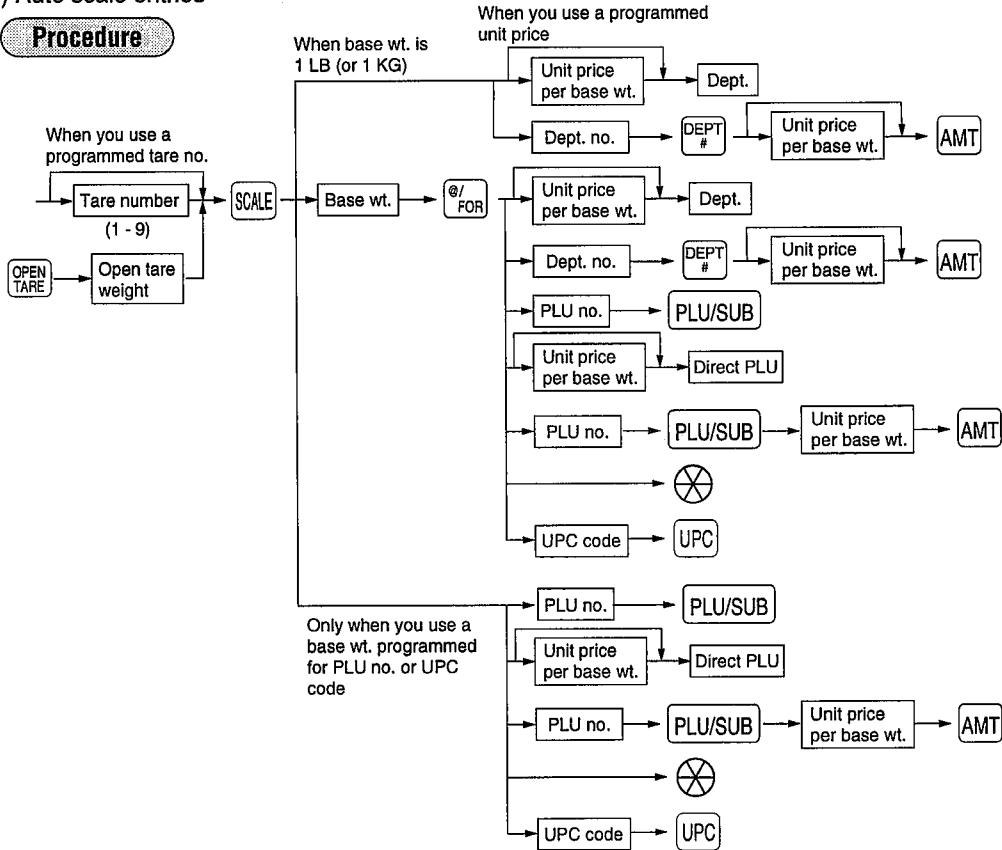 ) Auto scale entries
Procedure
When you use a programmed
unit price
When base wt. is
1 LB (or 1 KG)
Unit price
per base wt.
Dept.
Dept. no.
DEPT
#
Unit price
per base wt.
AMT
When you use a
programmed tare no.
Tare number
(1 - 9)
OPEN
TARE
Open tare
weight
SCALE
Base wt.
@/
FOR
Unit price
per base wt.
Dept.
Dept. no.
DEPT
#
Unit price
per base wt.
AMT
PLU no.
PLU/SUB
Unit price
per base wt.
Direct PLU
PLU no.
PLU/SUB
Unit price
per base wt.
AMT
UPC code
UPC
Only when you use a
base wt. programmed
for PLU no. or UPC
code
PLU no.
PLU/SUB
Unit price
per base wt.
Direct PLU
PLU no.
PLU/SUB
Unit price
per base wt.
AMT
UPC code
UPC